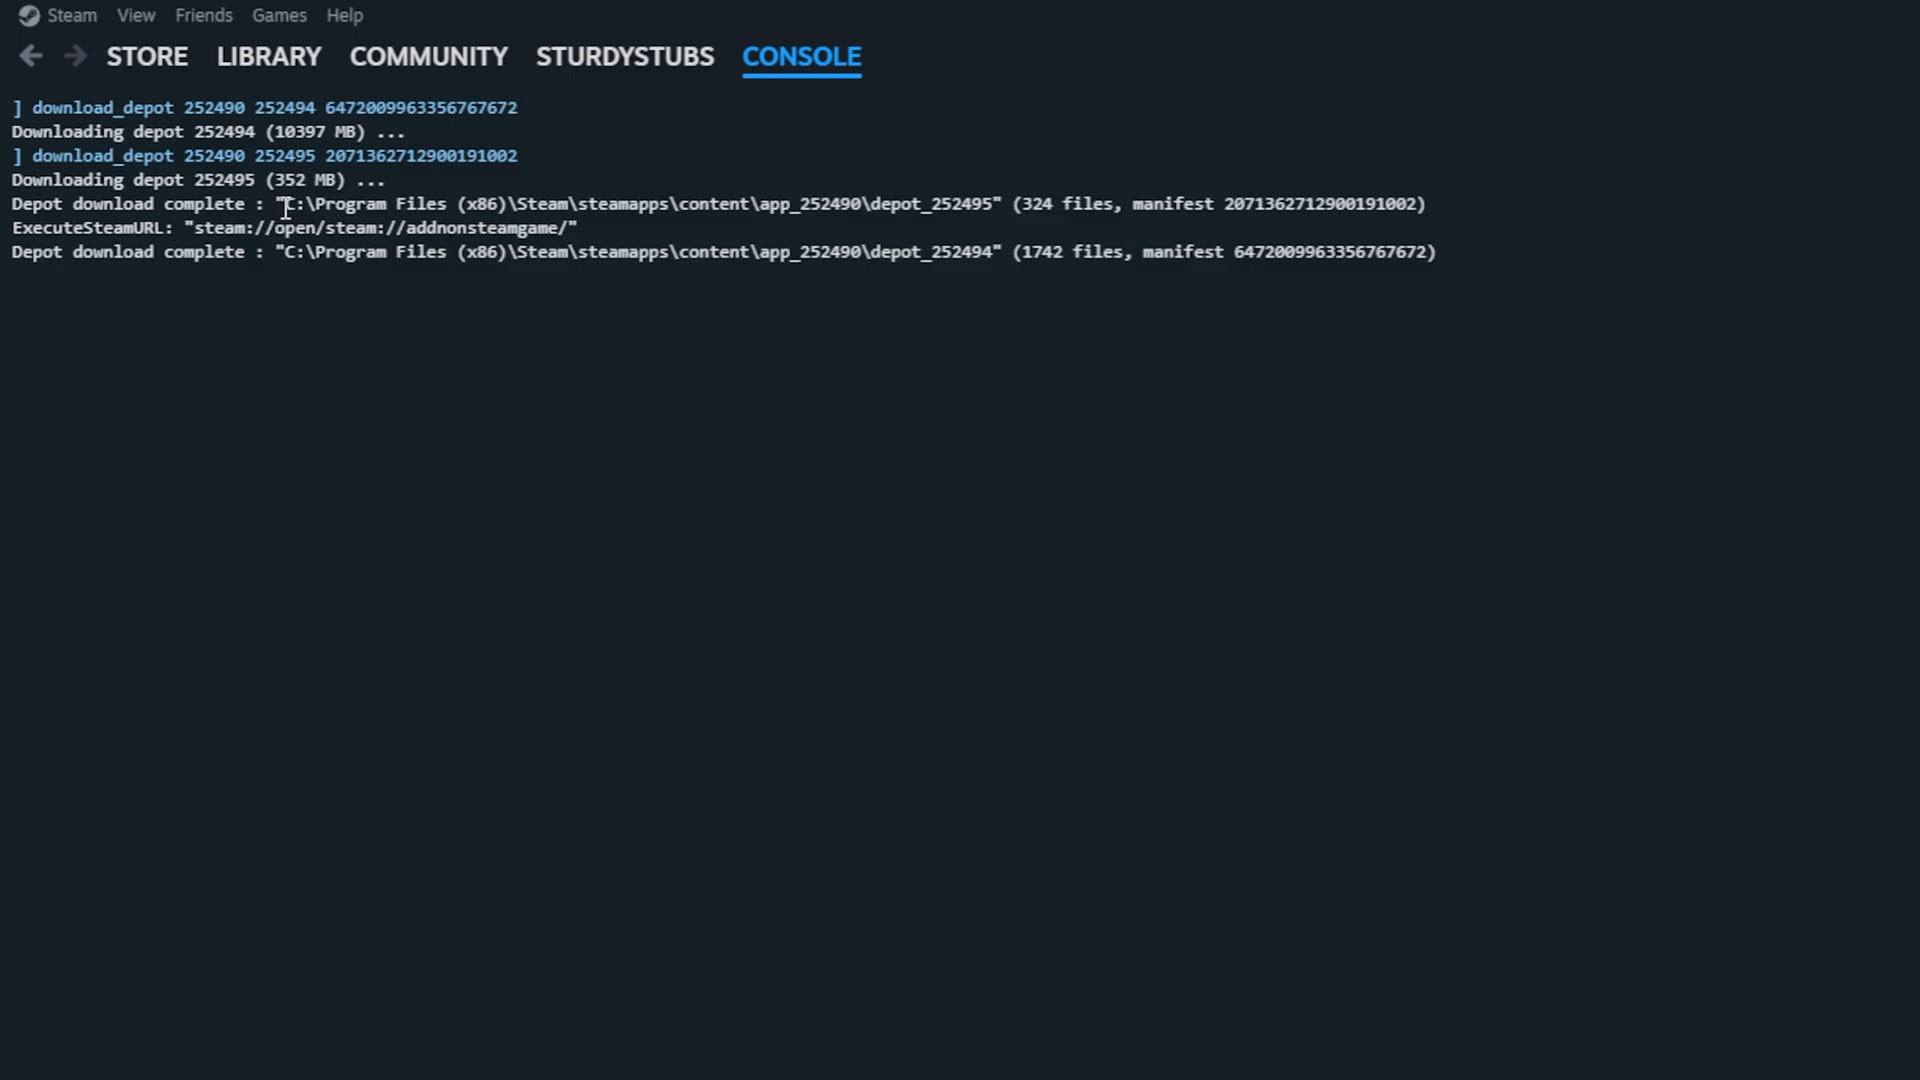 Steam View Friends Games Help
STORE LIBRARY COMMUNITY STURDYSTUBS CONSOLE
] download_depot 252490 252494 6472009963356767672
Downloading depot 252494 (10397 MB) ...
] download_depot 252490 252495 2071362712900191002
Downloading depot 252495 (352 MB) ...
Depot download complete : "C:\Program Files (x86)\Steam\steamapps\content\app_252490\depot_252495" (324 files, manifest 2071362712900191002)
ExecuteSteamURL: "steam://open/steam://addnonsteamgame/"
Depot download complete : "C:\Program Files (x86)\Steam\steamapps\content\app_252490\depot_252494" (1742 files, manifest 6472009963356767672)